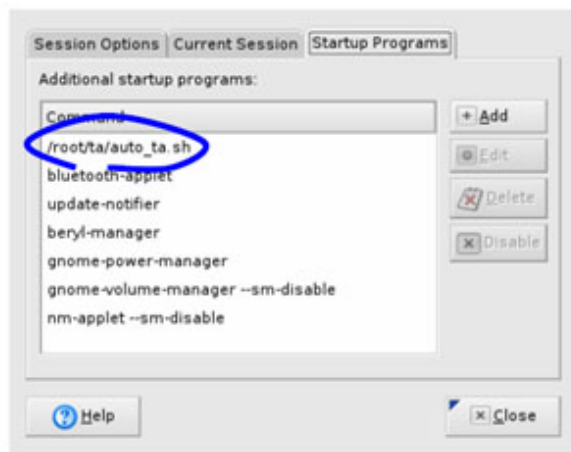 Session Options Current Session Startup Programs
Additional startup programs:
Command
/root/ta/auto_ta.sh
bluetooth-applet
update-notifier
beryl-manager
gnome-power-manager
gnome-volume-manager --sm-disable
nm-applet --sm-disable
Add
Edit
Delete
Disable
Help
Close